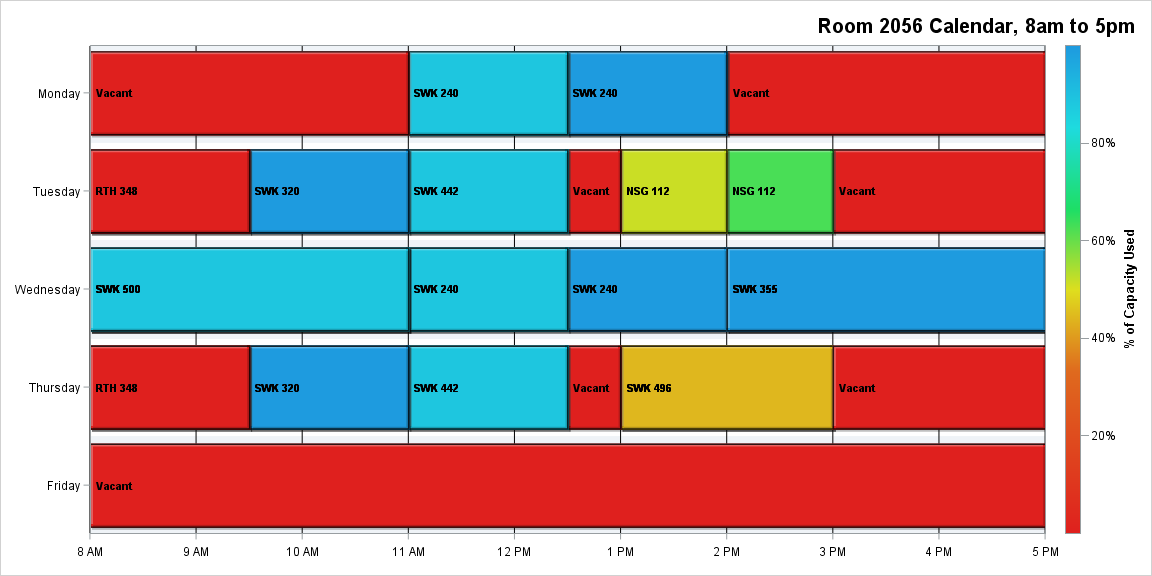 Room 2056 Calendar, 8am to 5pm
Monday
Vacant
SWK 240
SWK 240
Vacant
Tuesday
RTH 348
SWK 320
SWK 442
Vacant
NSG 112
NSG 112
Vacant
Wednesday
SWK 500
SWK 240
SWK 240
SWK 355
Thursday
RTH 348
SWK 320
SWK 442
Vacant
SWK 496
Vacant
Friday
Vacant
8 AM
9 AM
10 AM
11 AM
12 PM
1 PM
2 PM
3 PM
4 PM
5 PM
80%
60%
40%
20%
% of Capacity Used